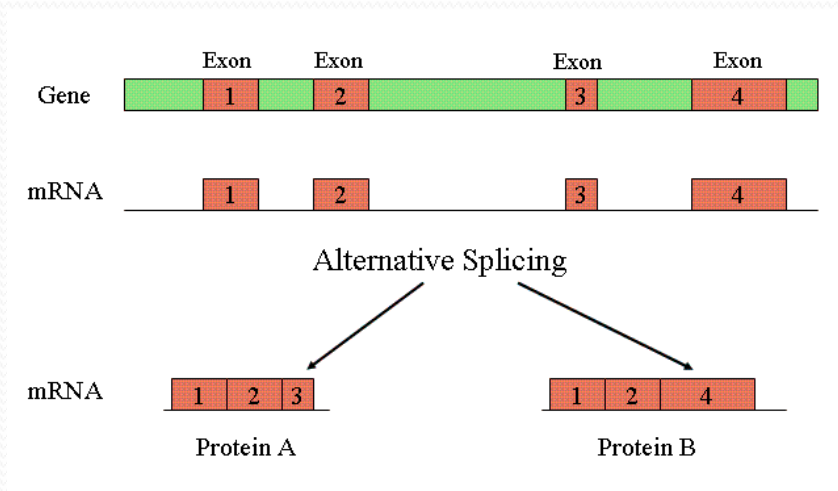 Exon Exon Exon Exon
Gene 1 2 3 4
mRNA 1 2 3 4
Alternative Splicing
mRNA 1 2 3 1 2 4
Protein A Protein B